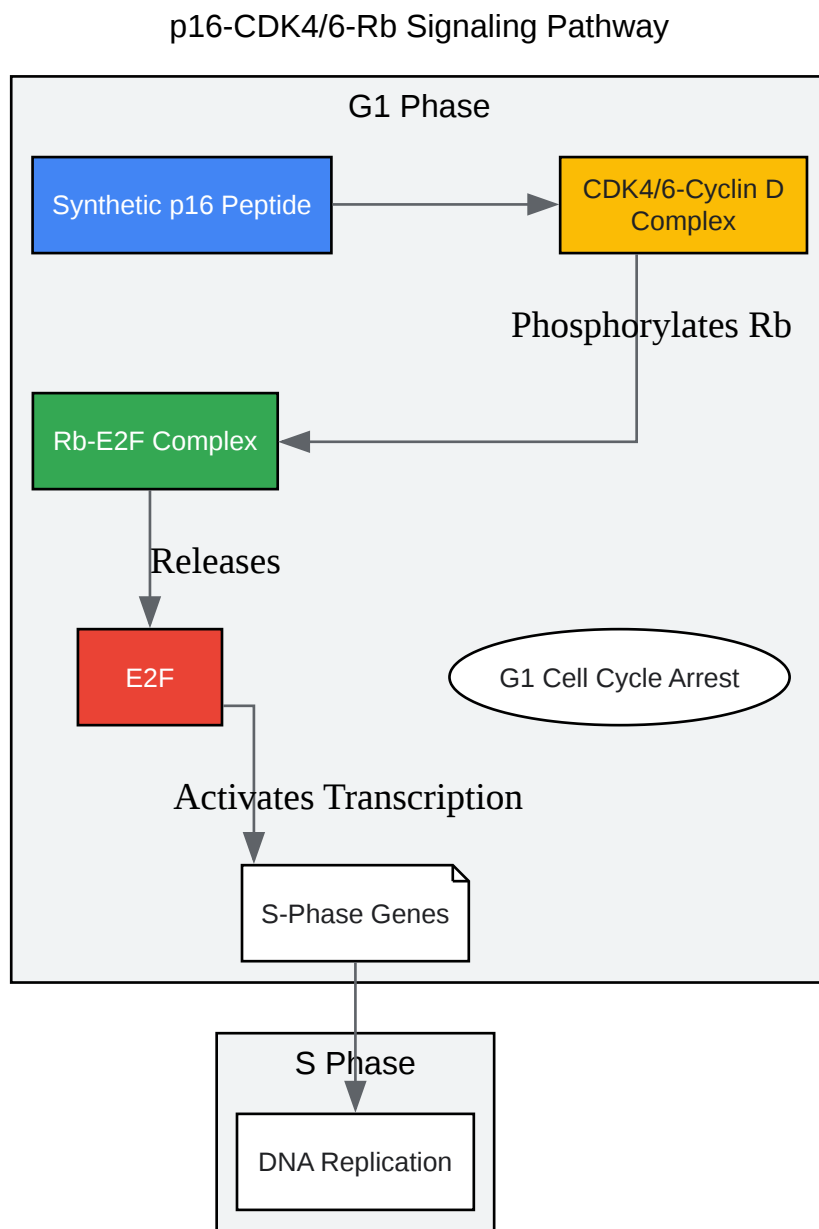 p16-CDK4/6-Rb Signaling Pathway
G1 Phase
Synthetic p16 Peptide
CDK4/6-Cyclin D
Complex
Phosphorylates Rb
Rb-E2F Complex
Releases
E2F
G1 Cell Cycle Arrest
Activates Transcription
S-Phase Genes
S Phase
DNA Replication